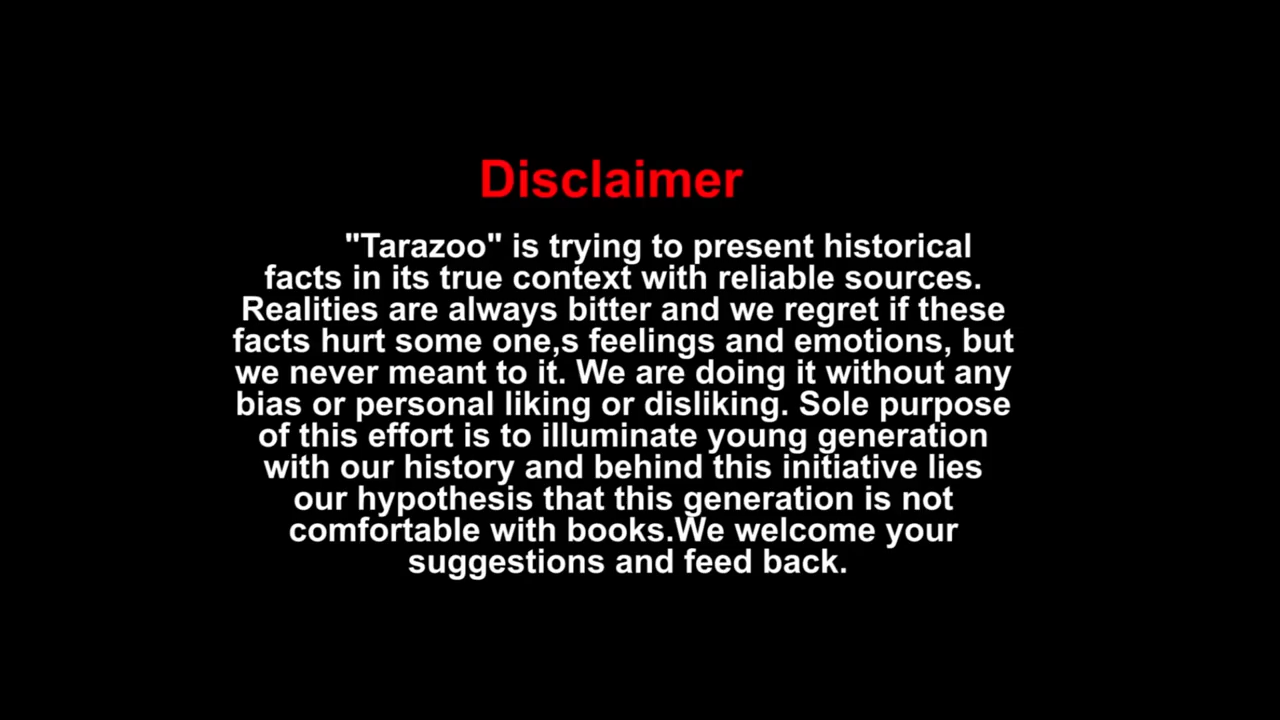 Disclaimer
"Tarazoo" is trying to present historical
facts in its true context with reliable sources.
Realities are always bitter and we regret if these
facts hurt some one,s feelings and emotions, but
we never meant to it. We are doing it without any
bias or personal liking or disliking. Sole purpose
of this effort is to illuminate young generation
with our history and behind this initiative lies
our hypothesis that this generation is not
comfortable with books.We welcome your
suggestions and feed back.